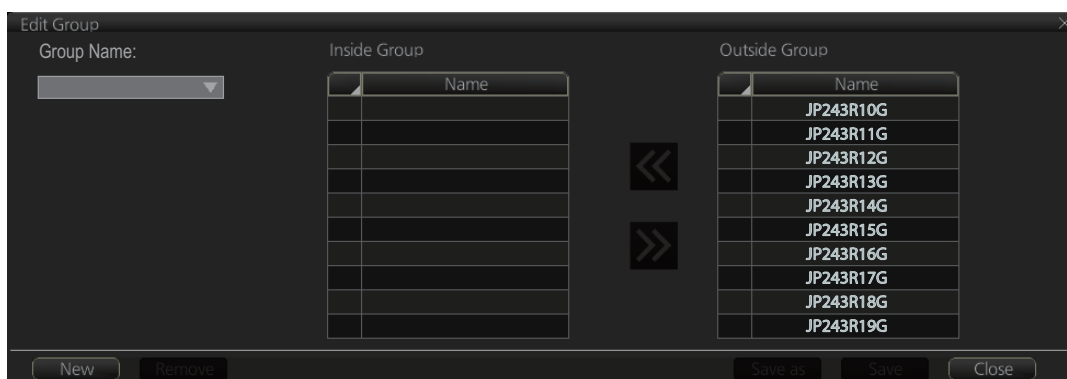 Edit Group
Group Name:
Inside Group
Outside Group
Name
Name
JP243R10G
JP243R11G
JP243R12G
JP243R13G
JP243R14G
JP243R15G
JP243R16G
JP243R17G
JP243R18G
JP243R19G
New
Remove
Save as
Save
Close